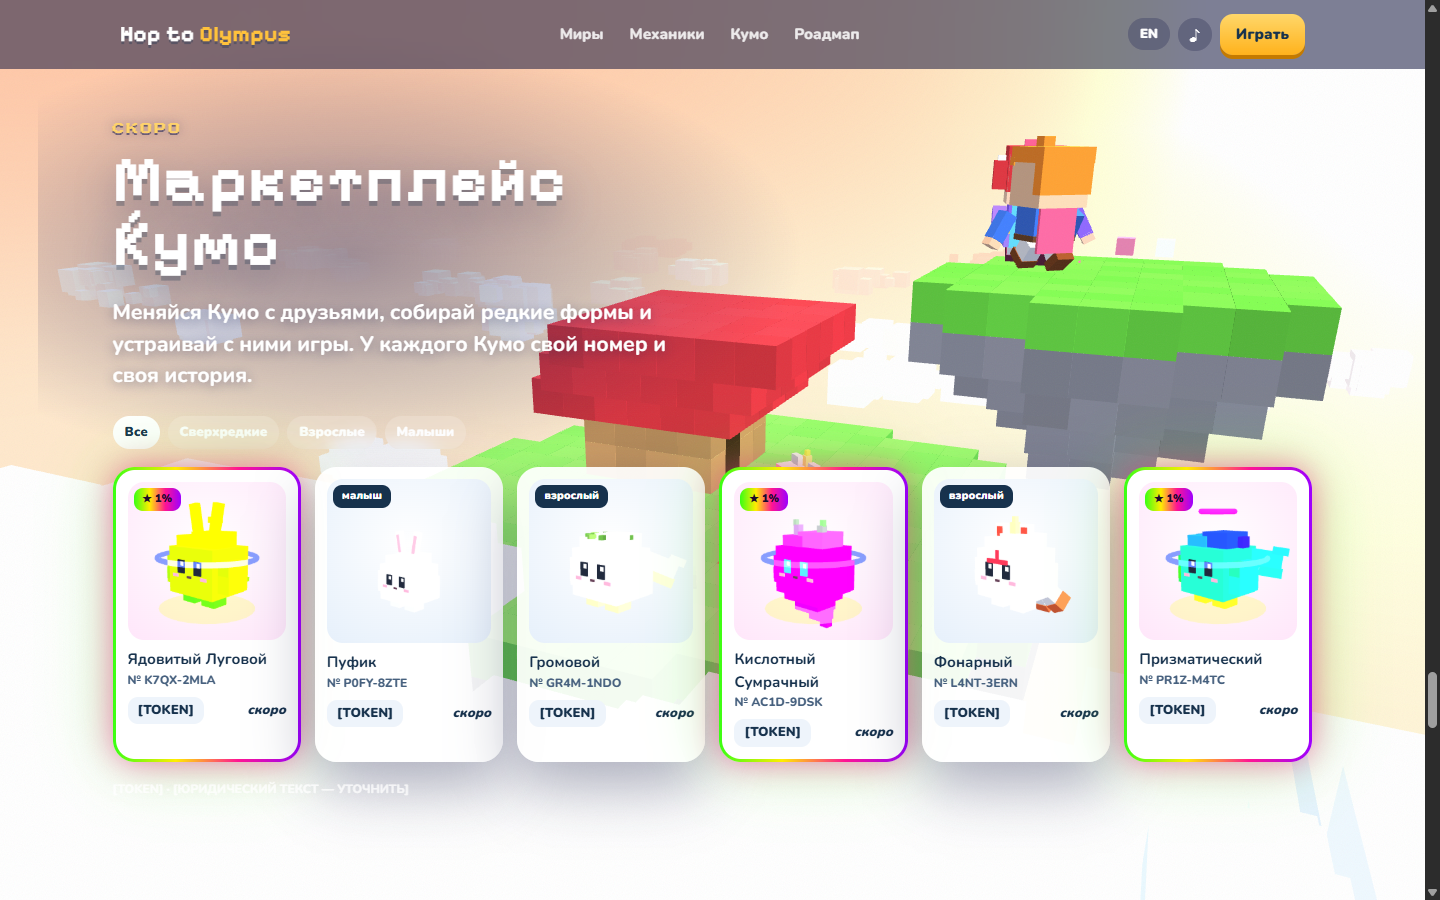 Hop to Olympus
Миры Механики Кумо Роадмап
EN
Играть
СКОРО
Маркетплейс
Кумо
Меняйся Кумо с друзьями, собирай редкие формы и
устраивай с ними игры. У каждого Кумо свой номер и
своя история.
Все Сверхредкие Взрослые Малыши
★ 1%
Ядовитый Луговой
№ K7QX-2MLA
[TOKEN] скоро
малыш
Пуфик
№ P0FY-8ZTE
[TOKEN] скоро
взрослый
Громовой
№ GR4M-1NDO
[TOKEN] скоро
★ 1%
Кислотный
Сумрачный
№ AC1D-9DSK
[TOKEN] скоро
взрослый
Фонарный
№ L4NT-3ERN
[TOKEN] скоро
★ 1%
Призматический
№ PR1Z-M4TC
[TOKEN] скоро
[TOKEN] · [ЮРИДИЧЕСКИЙ ТЕКСТ — УТОЧНИТЬ]